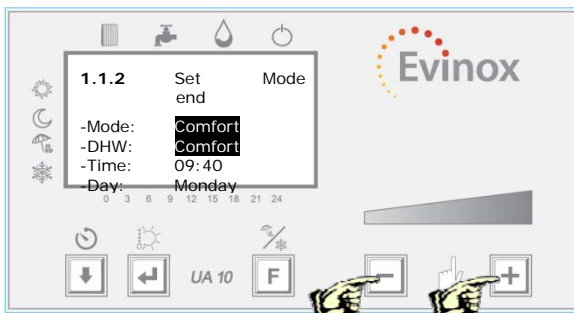 Evinox
1.1.2 Set Mode
end
-Mode: Comfort
-DHW: Comfort
-Time: 09:40
-Day: Monday
0 3 6 9 12 15 18 21 24
UA 10 F
- +